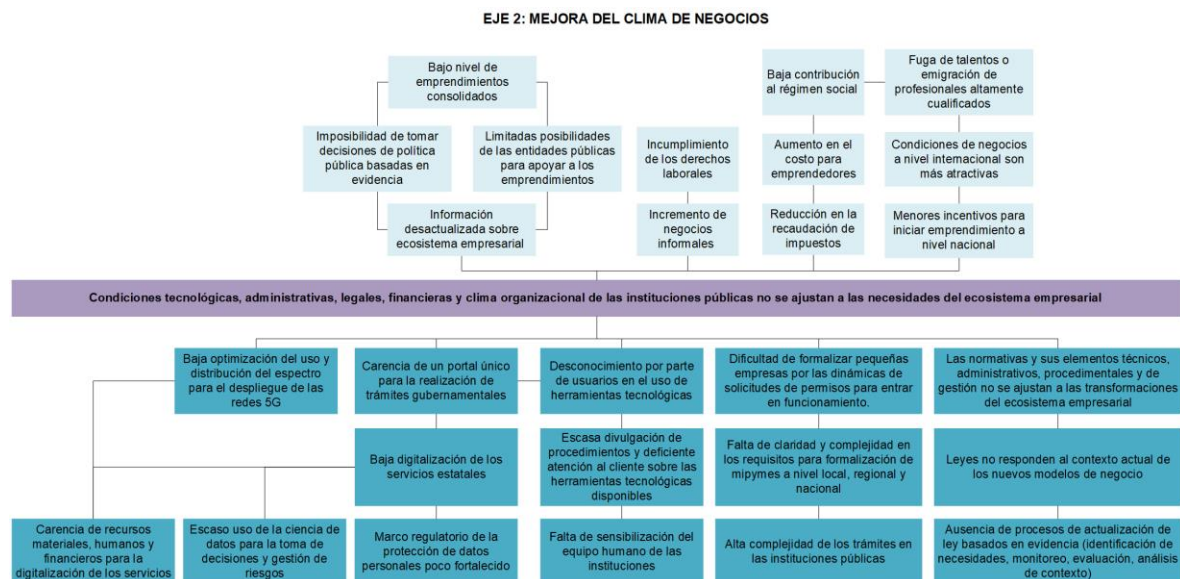 EJE 2: MEJORA DEL CLIMA DE NEGOCIOS
Bajo nivel de
emprendimientos
consolidados
Baja contribución
al régimen social
Fuga de talentos o
emigración de
profesionales altamente
cualificados
Imposibilidad de tomar
decisiones de política
pública basadas en
evidencia
Limitadas posibilidades
de las entidades públicas
para apoyar a los
emprendimientos
Incumplimiento
de los derechos
laborales
Aumento en el
costo para
emprendedores
Condiciones de negocios
a nivel internacional son
más atractivas
Información
desactualizada sobre
ecosistema empresarial
Incremento de
negocios
informales
Reducción en la
recaudación de
impuestos
Menores incentivos para
iniciar emprendimiento a
nivel nacional
Condiciones tecnológicas, administrativas, legales, financieras y clima organizacional de las instituciones públicas no se ajustan a las necesidades del ecosistema empresarial
Baja optimización del uso y
distribución del espectro
para el despliegue de las
redes 5G
Carencia de un portal único
para la realización de
trámites gubernamentales
Desconocimiento por parte
de usuarios en el uso de
herramientas tecnológicas
Dificultad de formalizar pequeñas
empresas por las dinámicas de
solicitudes de permisos para entrar
en funcionamiento.
Las normativas y sus elementos técnicos,
administrativos, procedimentales y de
gestión no se ajustan a las transformaciones
del ecosistema empresarial
Baja digitalización de los
servicios estatales
Escasa divulgación de
procedimientos y deficiente
atención al cliente sobre las
herramientas tecnológicas
disponibles
Falta de claridad y complejidad en
los requisitos para formalización de
mipymes a nivel local, regional y
nacional
Leyes no responden al contexto actual de
los nuevos modelos de negocio
Carencia de recursos
materiales, humanos y
financieros para la
digitalización de los servicios
Escaso uso de la ciencia de
datos para la toma de
decisiones y gestión de
riesgos
Marco regulatorio de la
protección de datos
personales poco fortalecido
Falta de sensibilización del
equipo humano de las
instituciones
Alta complejidad de los trámites
en las instituciones públicas
Ausencia de procesos de actualización de
ley basados en evidencia (identificación de
necesidades, monitoreo, evaluación, análisis
de contexto)